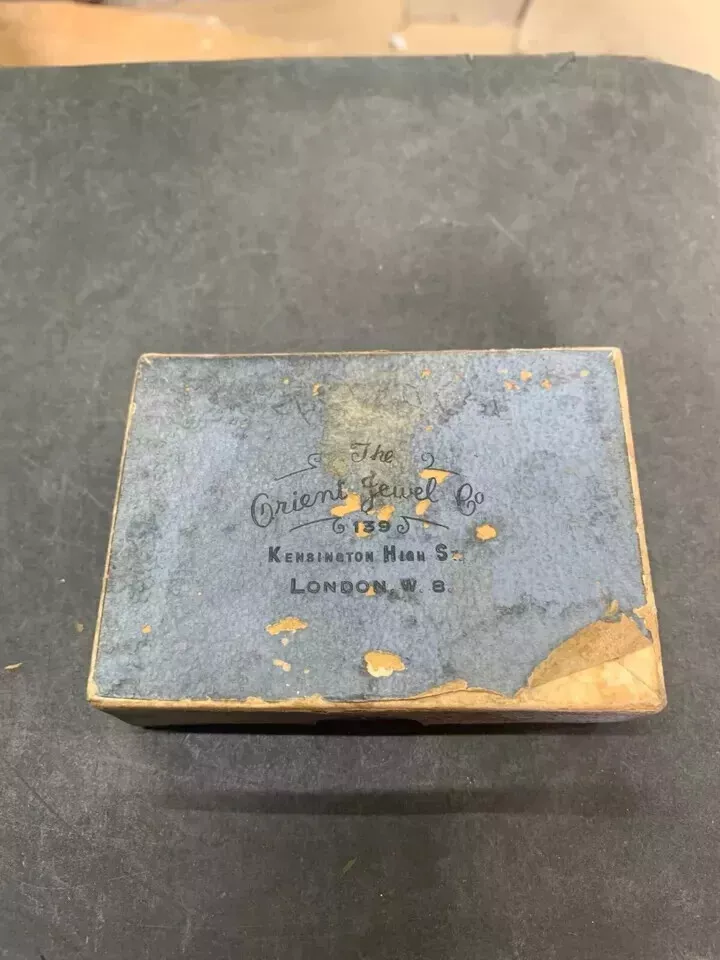 The
Orient Jewel Co
139
KENSINGTON HIGH ST.
LONDON, W. 8.